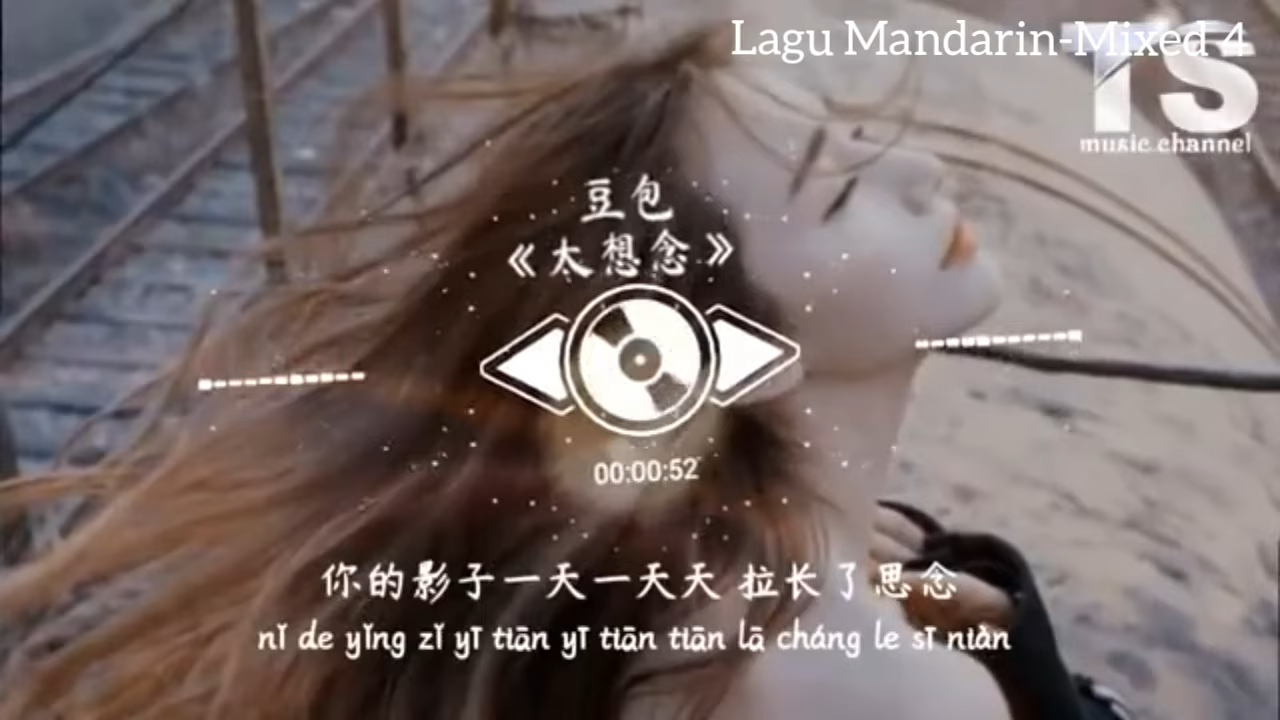 Lagu Mandarin-Mixed 4
TS
music channel
豆包
《太想念》
00:00:52
你的影子一天一天天 拉长了思念
nǐ de yǐng zǐ yī tiān yī tiān tiān lā cháng le sī niàn